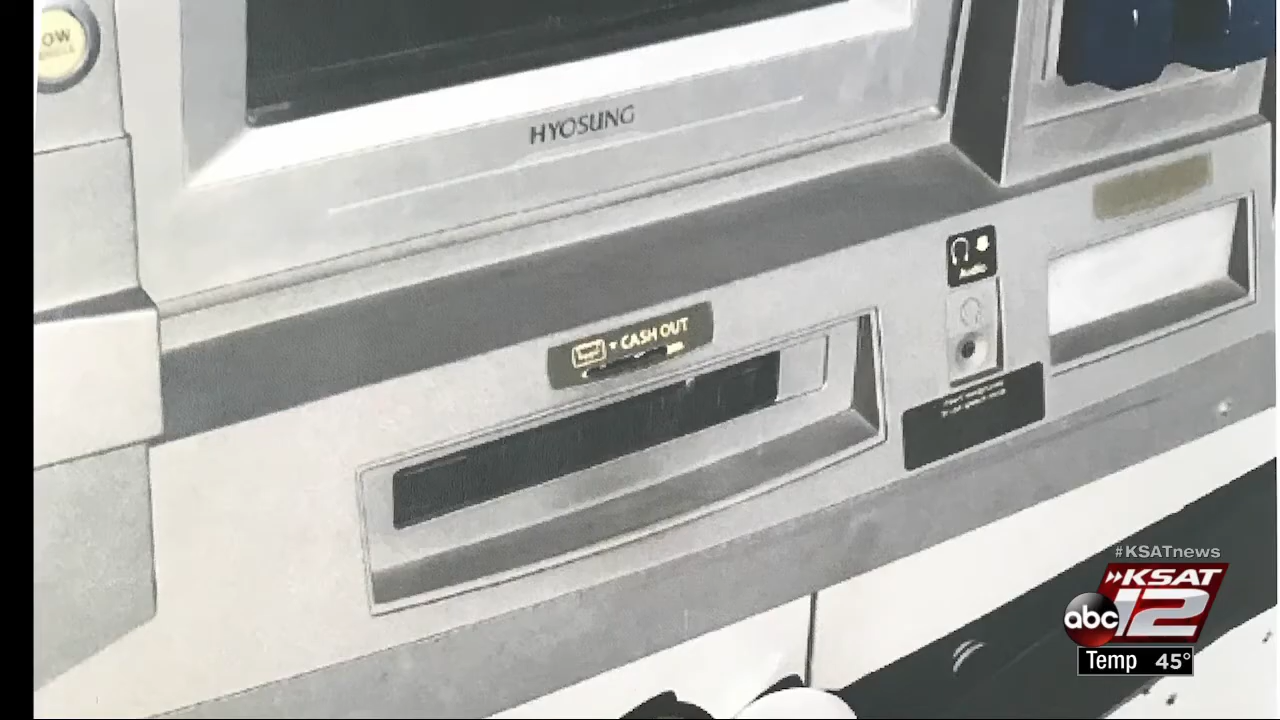 OW
HYOSUNG
CASH OUT
Audio
#KSATnews
KSAT
abc 12
Temp 45°